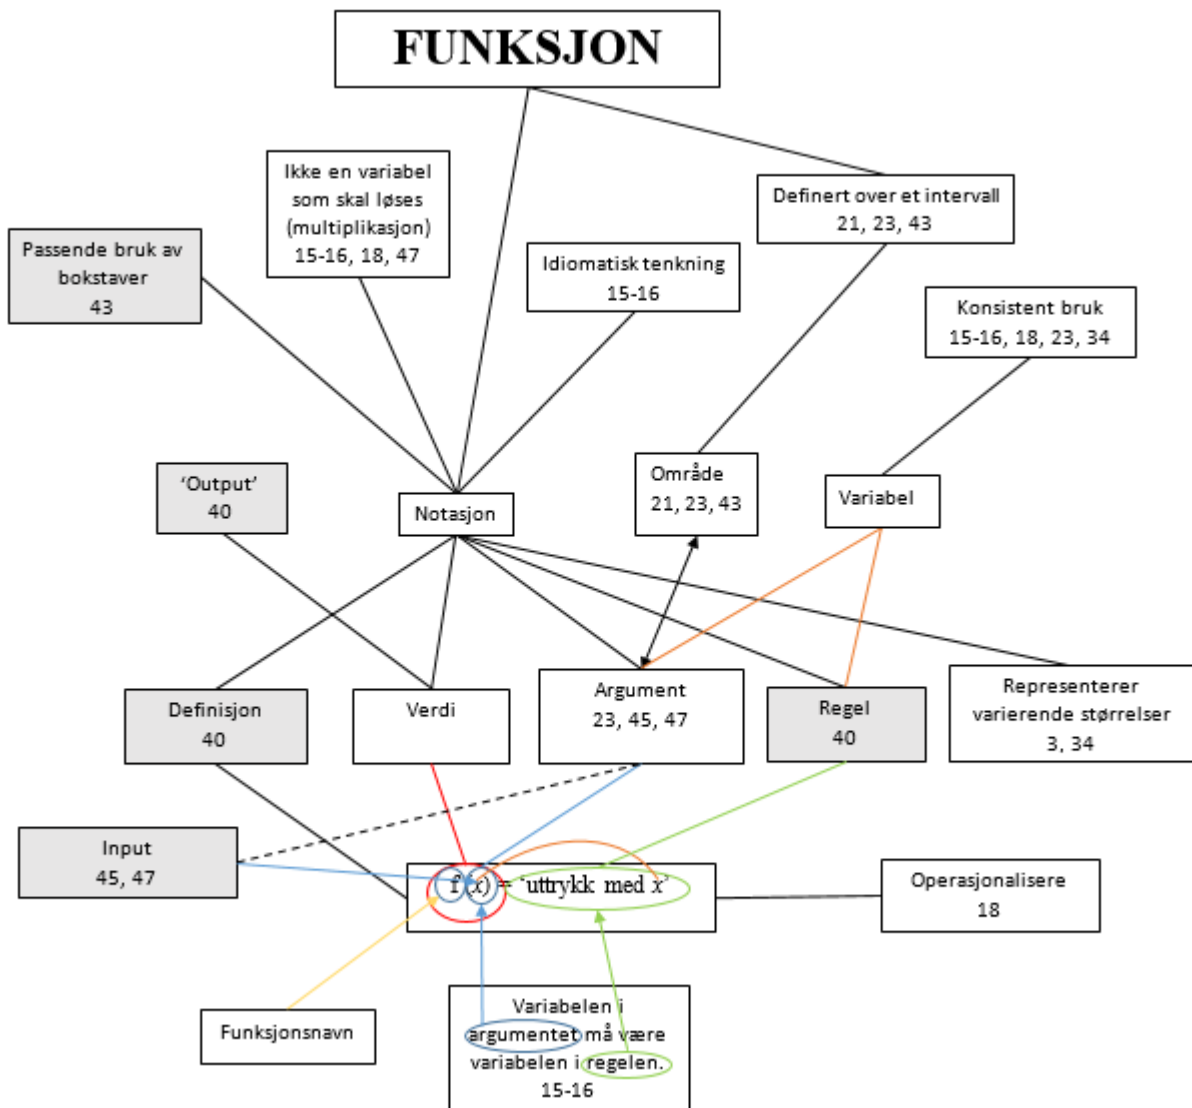 FUNKSJON
Ikke en variabel
som skal løses
(multiplikasjon)
15-16, 18, 47
Definert over et intervall
21, 23, 43
Passende bruk av
bokstaver
43
Idiomatisk tenkning
15-16
Konsistent bruk
15-16, 18, 23, 34
'Output'
40
Notasjon
Område
21, 23, 43
Variabel
Definisjon
40
Verdi
Argument
23, 45, 47
Regel
40
Representerer
varierende størrelser
3, 34
Input
45, 47
f (x) = 'uttrykk med x'
Operasjonalisere
18
Funksjonsnavn
Variabelen i
argumentet må være
variabelen i regelen.
15-16